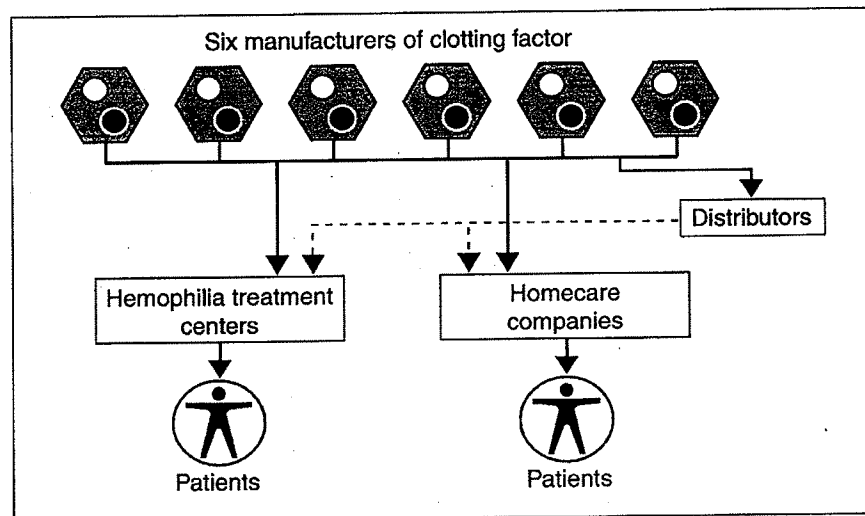 Six manufacturers of clotting factor
Distributors
Hemophilia treatment
centers
Homecare
companies
Patients
Patients